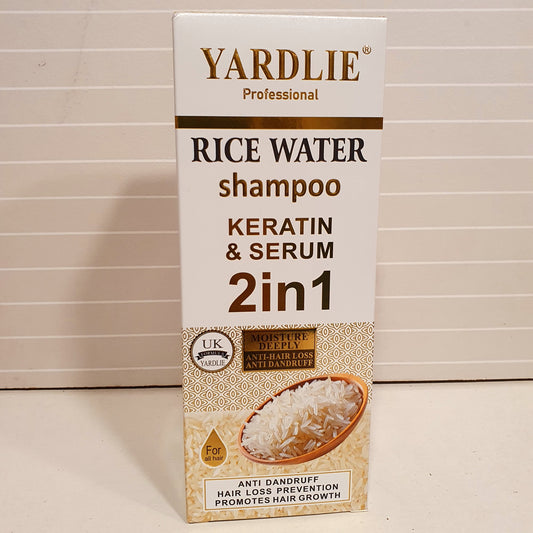 YARDLIE®
Professional
RICE WATER
shampoo
KERATIN
& SERUM
2in1
MOISTURE
DEEPLY
ANTI-HAIR LOSS
ANTI DANDRUFF
UK
FORMULA
YARDLIE
For
all hair
ANTI DANDRUFF
HAIR LOSS PREVENTION
PROMOTES HAIR GROWTH